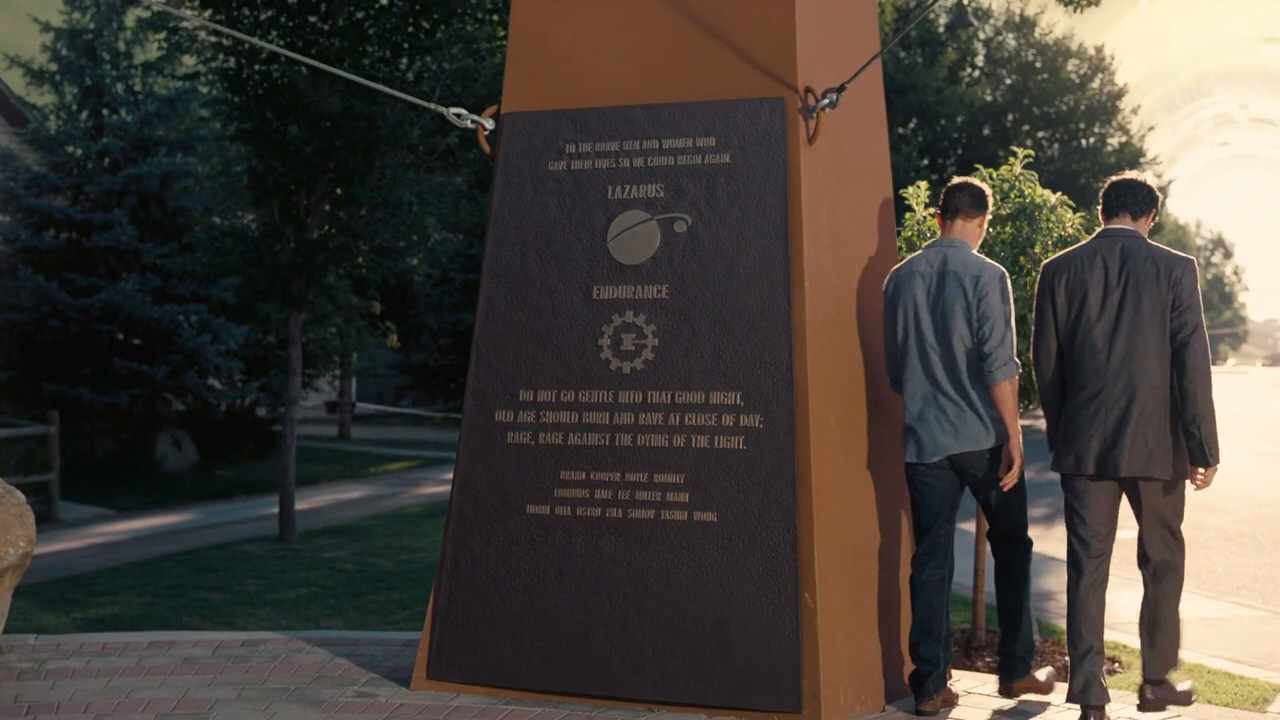 TO THE BRAVE MEN AND WOMEN WHO
GAVE THEIR LIVES SO WE COULD BEGIN AGAIN.
LAZARUS
ENDURANCE
E
DO NOT GO GENTLE INTO THAT GOOD NIGHT,
OLD AGE SHOULD BURN AND RAVE AT CLOSE OF DAY;
RAGE, RAGE AGAINST THE DYING OF THE LIGHT.
BRAND COOPER DOYLE ROMILLY
EDMUNDS HALE LEE MILLER MANN
PILA SOMOV YASHIN WONG